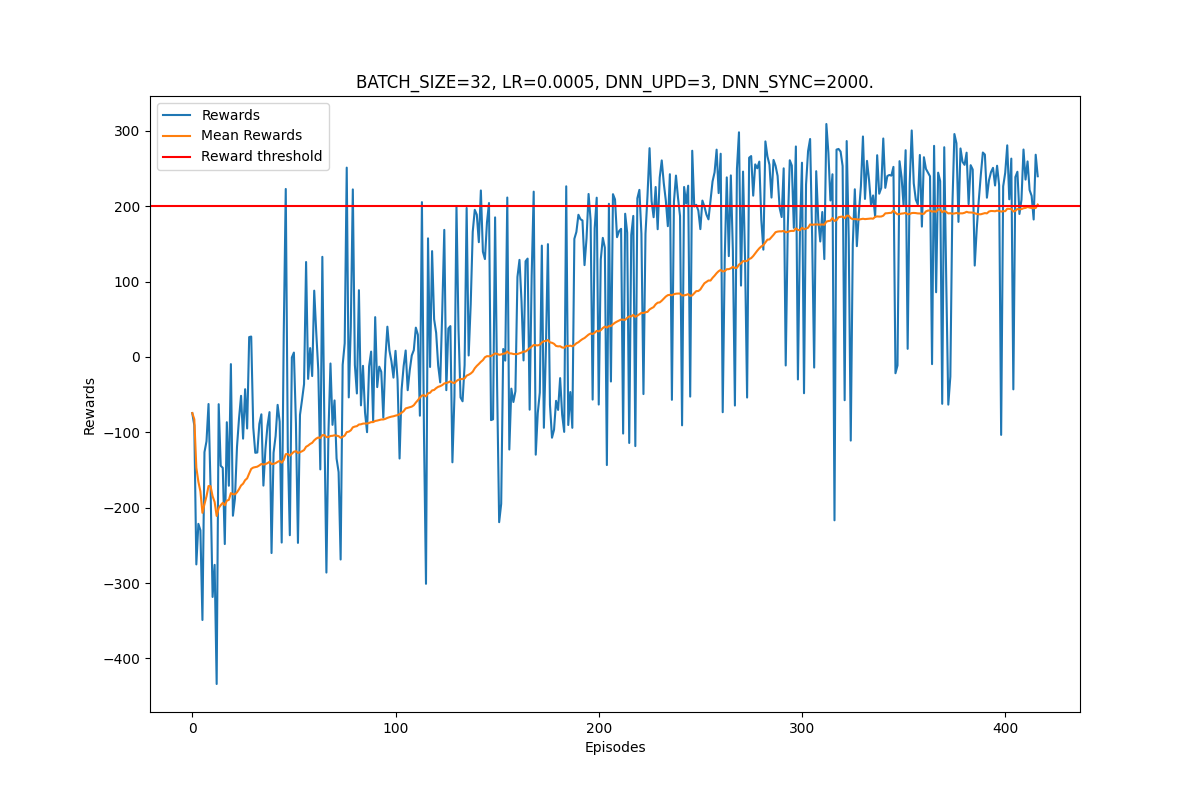 BATCH_SIZE=32, LR=0.0005, DNN_UPD=3, DNN_SYNC=2000.
Rewards
Mean Rewards
Reward threshold
300
200
100
0
−100
−200
−300
−400
Rewards
0
100
200
300
400
Episodes